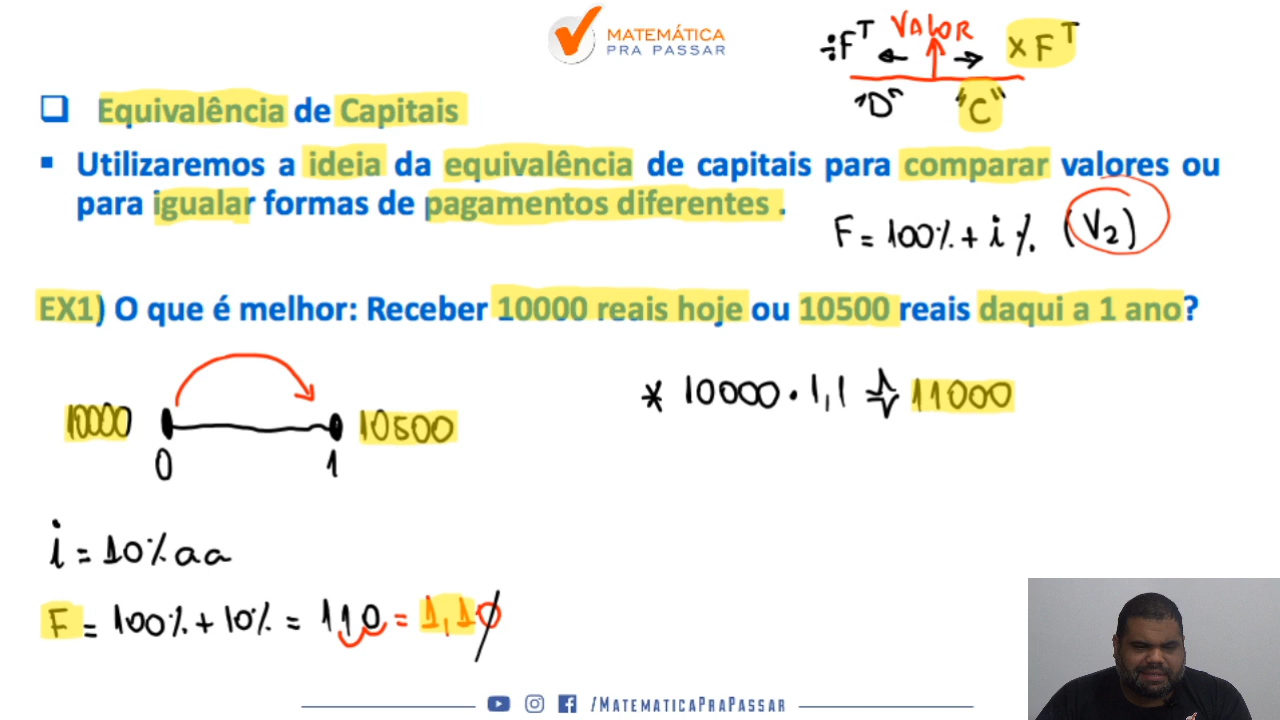 MATEMÁTICA
PRA PASSAR
÷F^T ← VALOR → × F^T
"D" "C"
Equivalência de Capitais
Utilizaremos a ideia da equivalência de capitais para comparar valores ou
para igualar formas de pagamentos diferentes .
F = 100% + i % (V2)
EX1) O que é melhor: Receber 10000 reais hoje ou 10500 reais daqui a 1 ano?
* 10000 · 1,1 = 11000
10000 10500
0 1
i = 10% aa
F = 100% + 10% = 110 = 1,10
/MATEMATICAPRAPASSAR